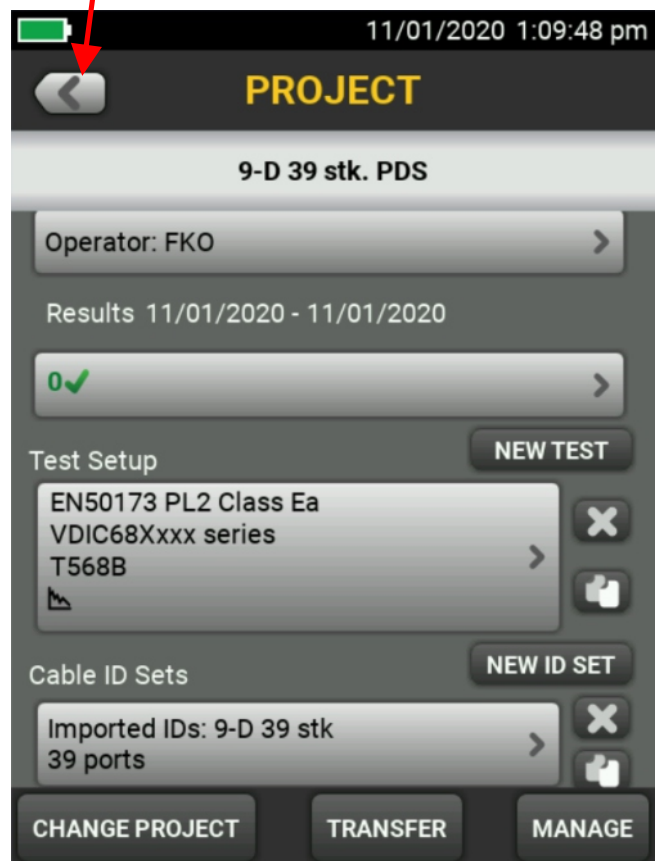 11/01/2020 1:09:48 pm
PROJECT
9-D 39 stk. PDS
Operator: FKO
Results 11/01/2020 - 11/01/2020
0
Test Setup
NEW TEST
EN50173 PL2 Class Ea
VDIC68Xxxx series
T568B
Cable ID Sets
NEW ID SET
Imported IDs: 9-D 39 stk
39 ports
CHANGE PROJECT
TRANSFER
MANAGE